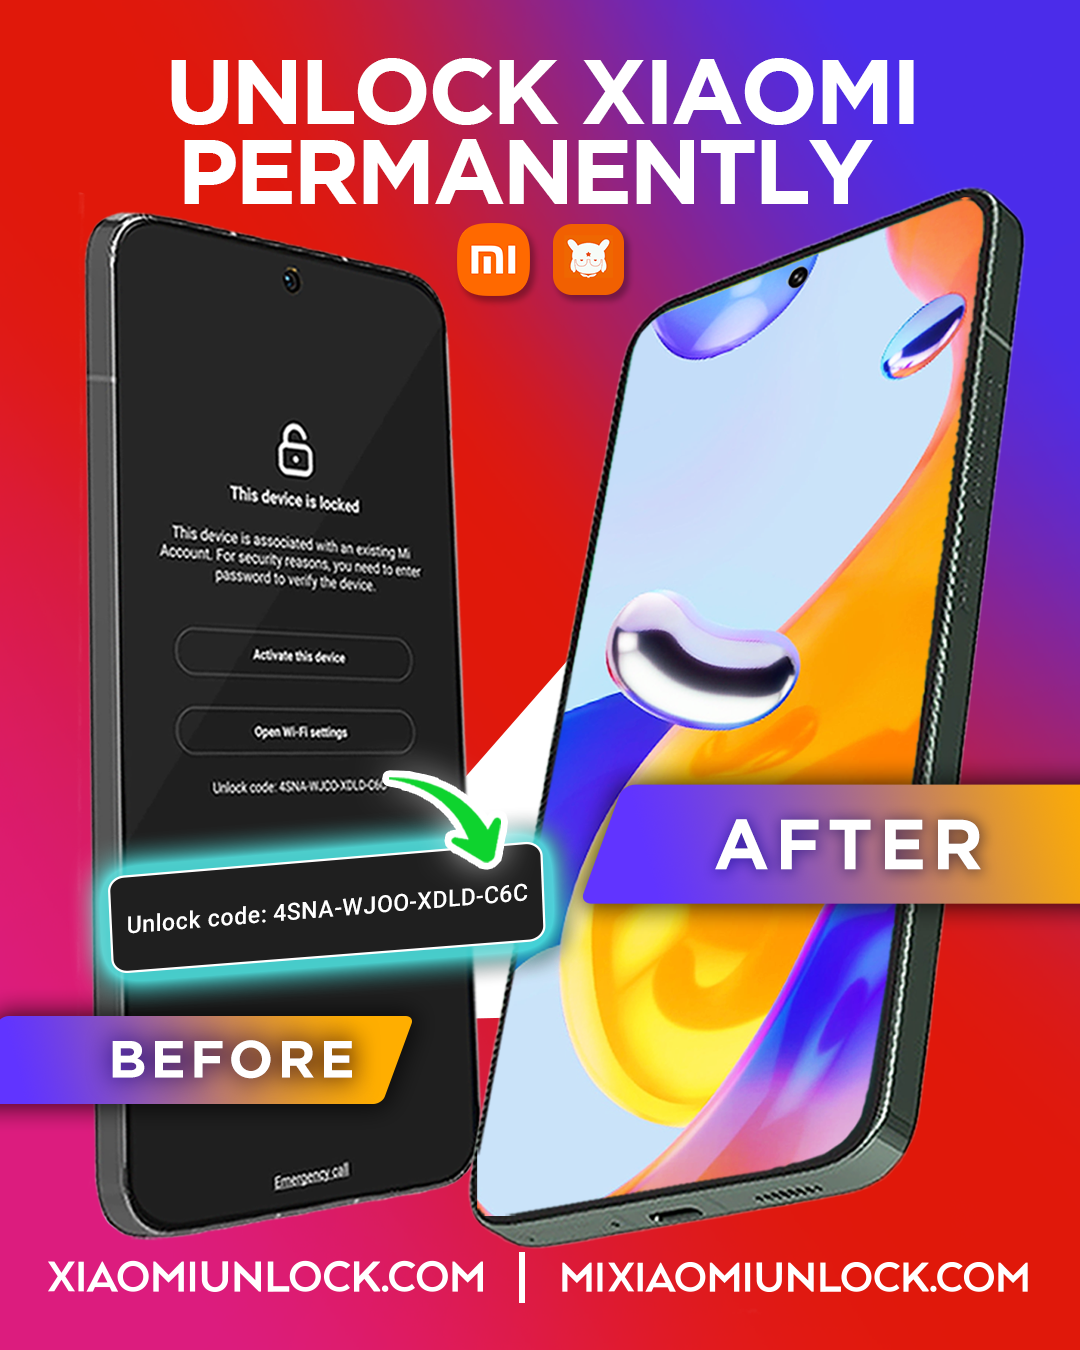 UNLOCK XIAOMI
PERMANENTLY
mi
This device is locked
This device is associated with an existing Mi
Account. For security reasons, you need to enter
password to verify the device.
Activate this device
Open Wi-Fi settings
Unlock code: 4SNA-WJOO-XDLD-C6C
Unlock code: 4SNA-WJOO-XDLD-C6C
AFTER
BEFORE
Emergency call
XIAOMIUNLOCK.COM | MIXIAOMIUNLOCK.COM